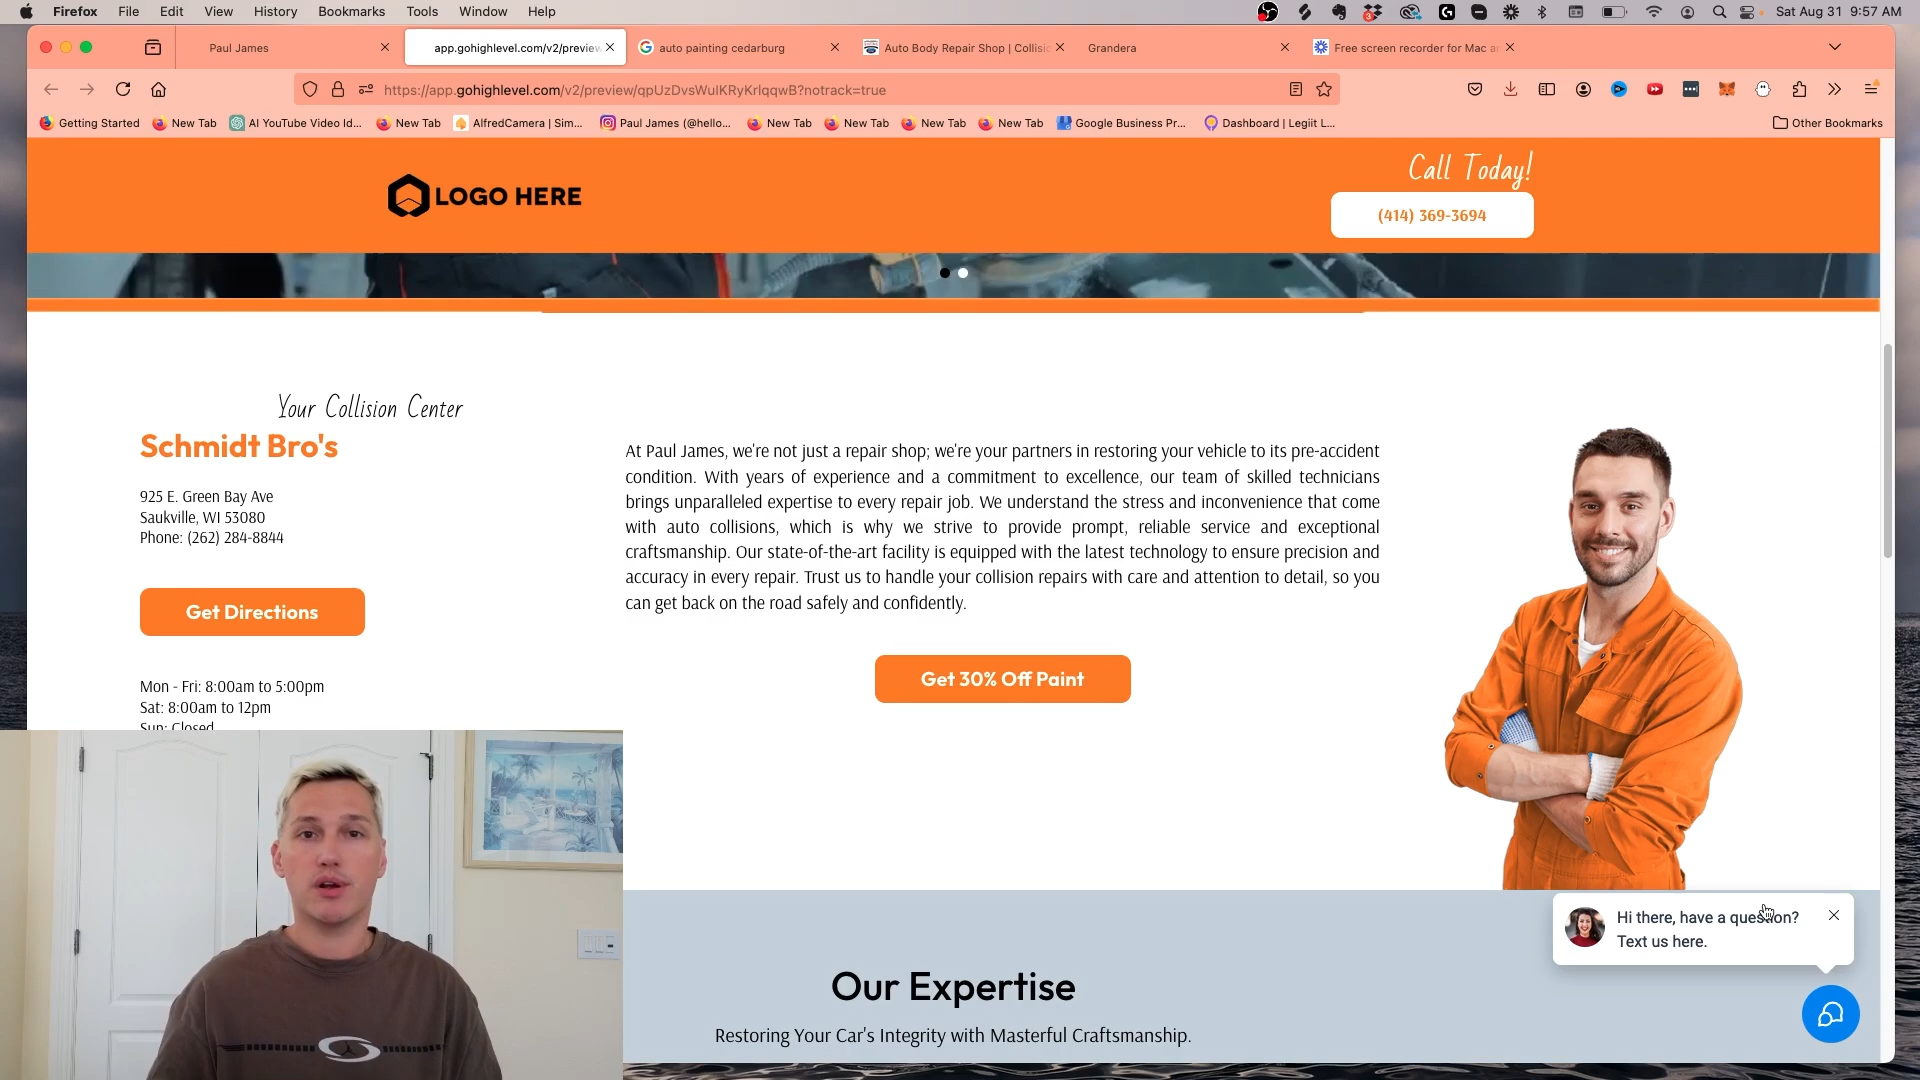 Firefox File Edit View History Bookmarks Tools Window Help
3
Sat Aug 31 9:57 AM
Paul James
app.gohighlevel.com/v2/preview
auto painting cedarburg
Auto Body Repair Shop | Collisic
Grandera
Free screen recorder for Mac a
https://app.gohighlevel.com/v2/preview/qpUzDvsWulKRyKrlqqwB?notrack=true
Getting Started
New Tab
AI YouTube Video Id...
New Tab
AlfredCamera | Sim...
Paul James (@hello...
New Tab
New Tab
New Tab
New Tab
Google Business Pr...
Dashboard | Legiit L...
Other Bookmarks
LOGO HERE
Call Today!
(414) 369-3694
Your Collision Center
Schmidt Bro's
925 E. Green Bay Ave
Saukville, WI 53080
Phone: (262) 284-8844
Get Directions
Mon - Fri: 8:00am to 5:00pm
Sat: 8:00am to 12pm
Sun: Closed
At Paul James, we're not just a repair shop; we're your partners in restoring your vehicle to its pre-accident
condition. With years of experience and a commitment to excellence, our team of skilled technicians
brings unparalleled expertise to every repair job. We understand the stress and inconvenience that come
with auto collisions, which is why we strive to provide prompt, reliable service and exceptional
craftsmanship. Our state-of-the-art facility is equipped with the latest technology to ensure precision and
accuracy in every repair. Trust us to handle your collision repairs with care and attention to detail, so you
can get back on the road safely and confidently.
Get 30% Off Paint
Hi there, have a question?
Text us here.
Our Expertise
Restoring Your Car's Integrity with Masterful Craftsmanship.